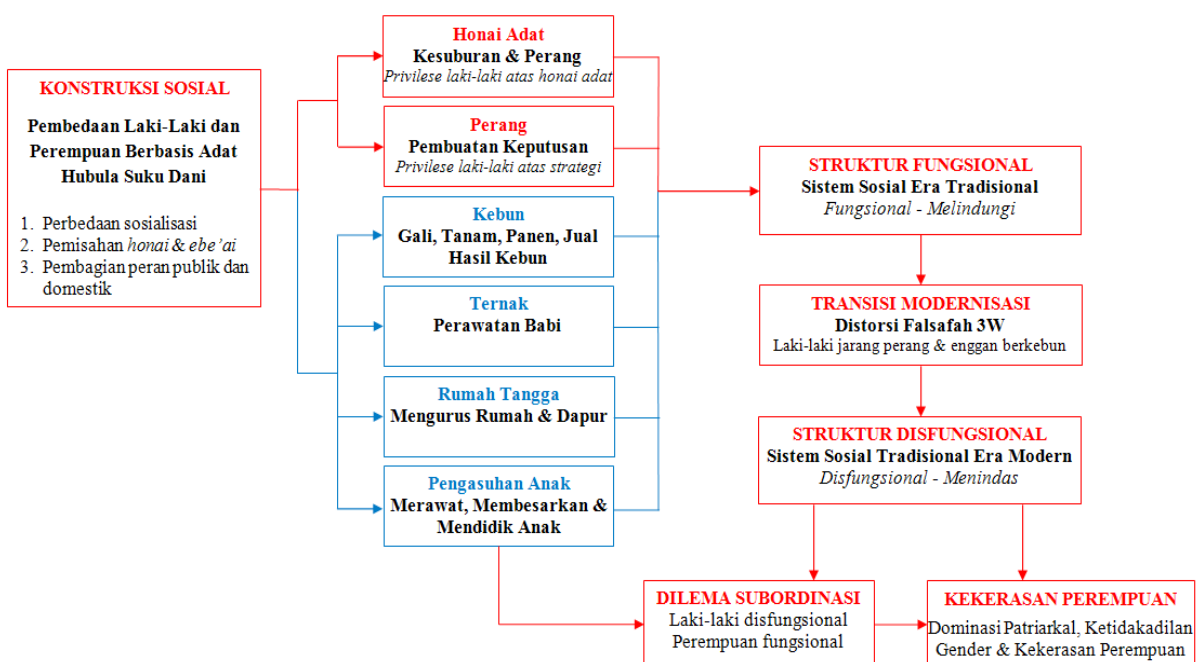 KONSTRUKSI SOSIAL
Pembedaan Laki-Laki dan
Perempuan Berbasis Adat
Hubula Suku Dani
1. Perbedaan sosialisasi
2. Pemisahan honai & ebe'ai
3. Pembagian peran publik dan
domestik
Honai Adat
Kesuburan & Perang
Privilese laki-laki atas honai adat
Perang
Pembuatan Keputusan
Privilese laki-laki atas strategi
Kebun
Gali, Tanam, Panen, Jual
Hasil Kebun
Ternak
Perawatan Babi
Rumah Tangga
Mengurus Rumah & Dapur
Pengasuhan Anak
Merawat, Membesarkan &
Mendidik Anak
STRUKTUR FUNGSIONAL
Sistem Sosial Era Tradisional
Fungsional - Melindungi
TRANSISI MODERNISASI
Distorsi Falsafah 3W
Laki-laki jarang perang & enggan berkebun
STRUKTUR DISFUNGSIONAL
Sistem Sosial Tradisional Era Modern
Disfungsional - Menindas
DILEMA SUBORDINASI
Laki-laki disfungsional
Perempuan fungsional
KEKERASAN PEREMPUAN
Dominasi Patriarkal, Ketidakadilan
Gender & Kekerasan Perempuan